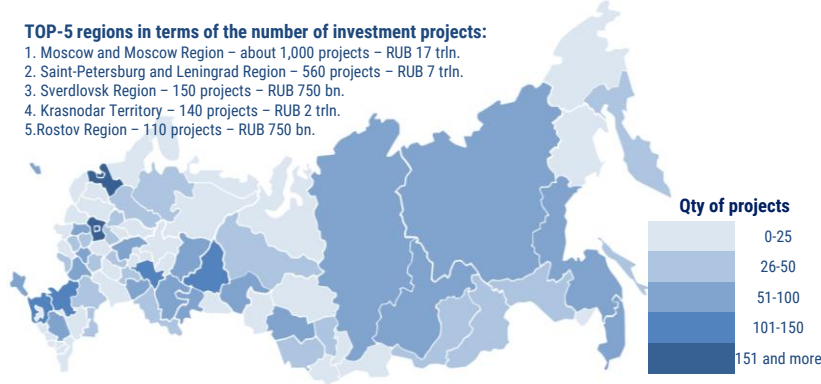 TOP-5 regions in terms of the number of investment projects:
1. Moscow and Moscow Region – about 1,000 projects – RUB 17 trln.
2. Saint-Petersburg and Leningrad Region – 560 projects – RUB 7 trln.
3. Sverdlovsk Region – 150 projects – RUB 750 bn.
4. Krasnodar Territory – 140 projects – RUB 2 trln.
5.Rostov Region – 110 projects – RUB 750 bn.
Qty of projects
0-25
26-50
51-100
101-150
151 and more